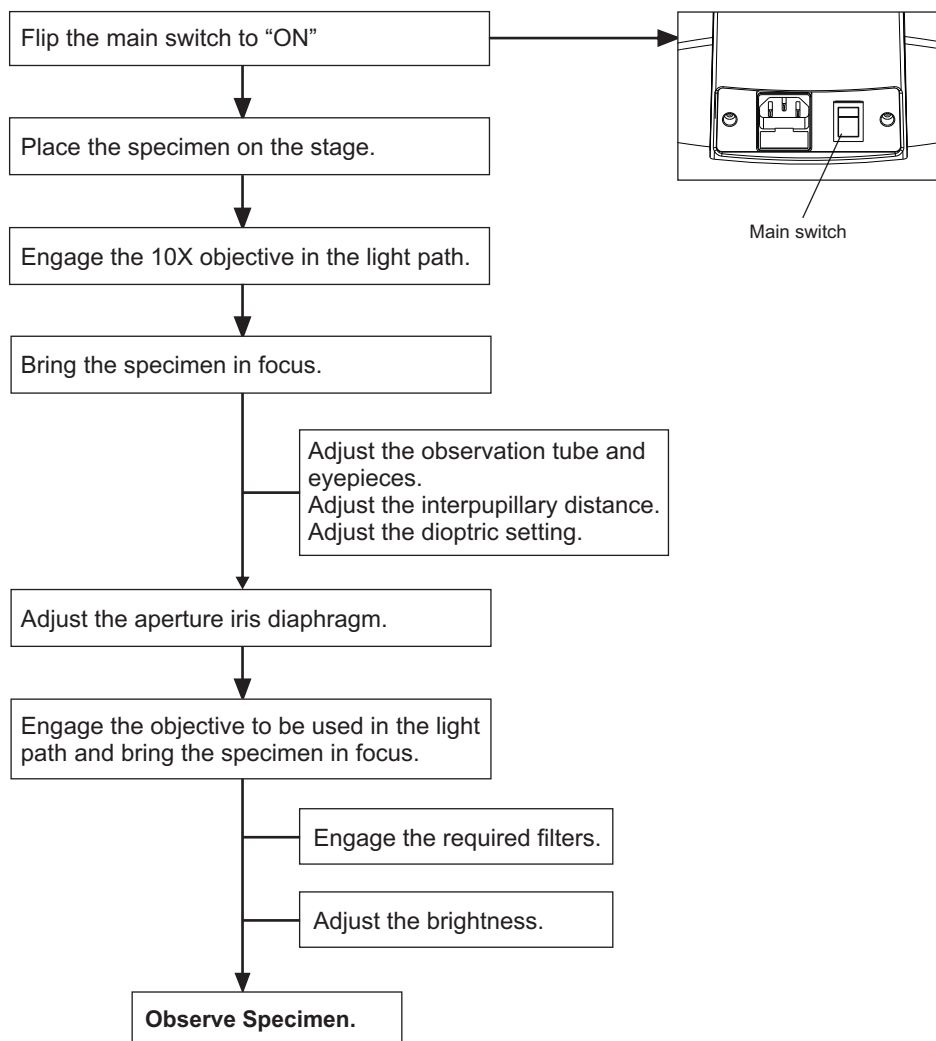 Flip the main switch to “ON”
Main switch
Place the specimen on the stage.
Engage the 10X objective in the light path.
Bring the specimen in focus.
Adjust the observation tube and
eyepieces.
Adjust the interpupillary distance.
Adjust the dioptric setting.
Adjust the aperture iris diaphragm.
Engage the objective to be used in the light
path and bring the specimen in focus.
Engage the required filters.
Adjust the brightness.
Observe Specimen.